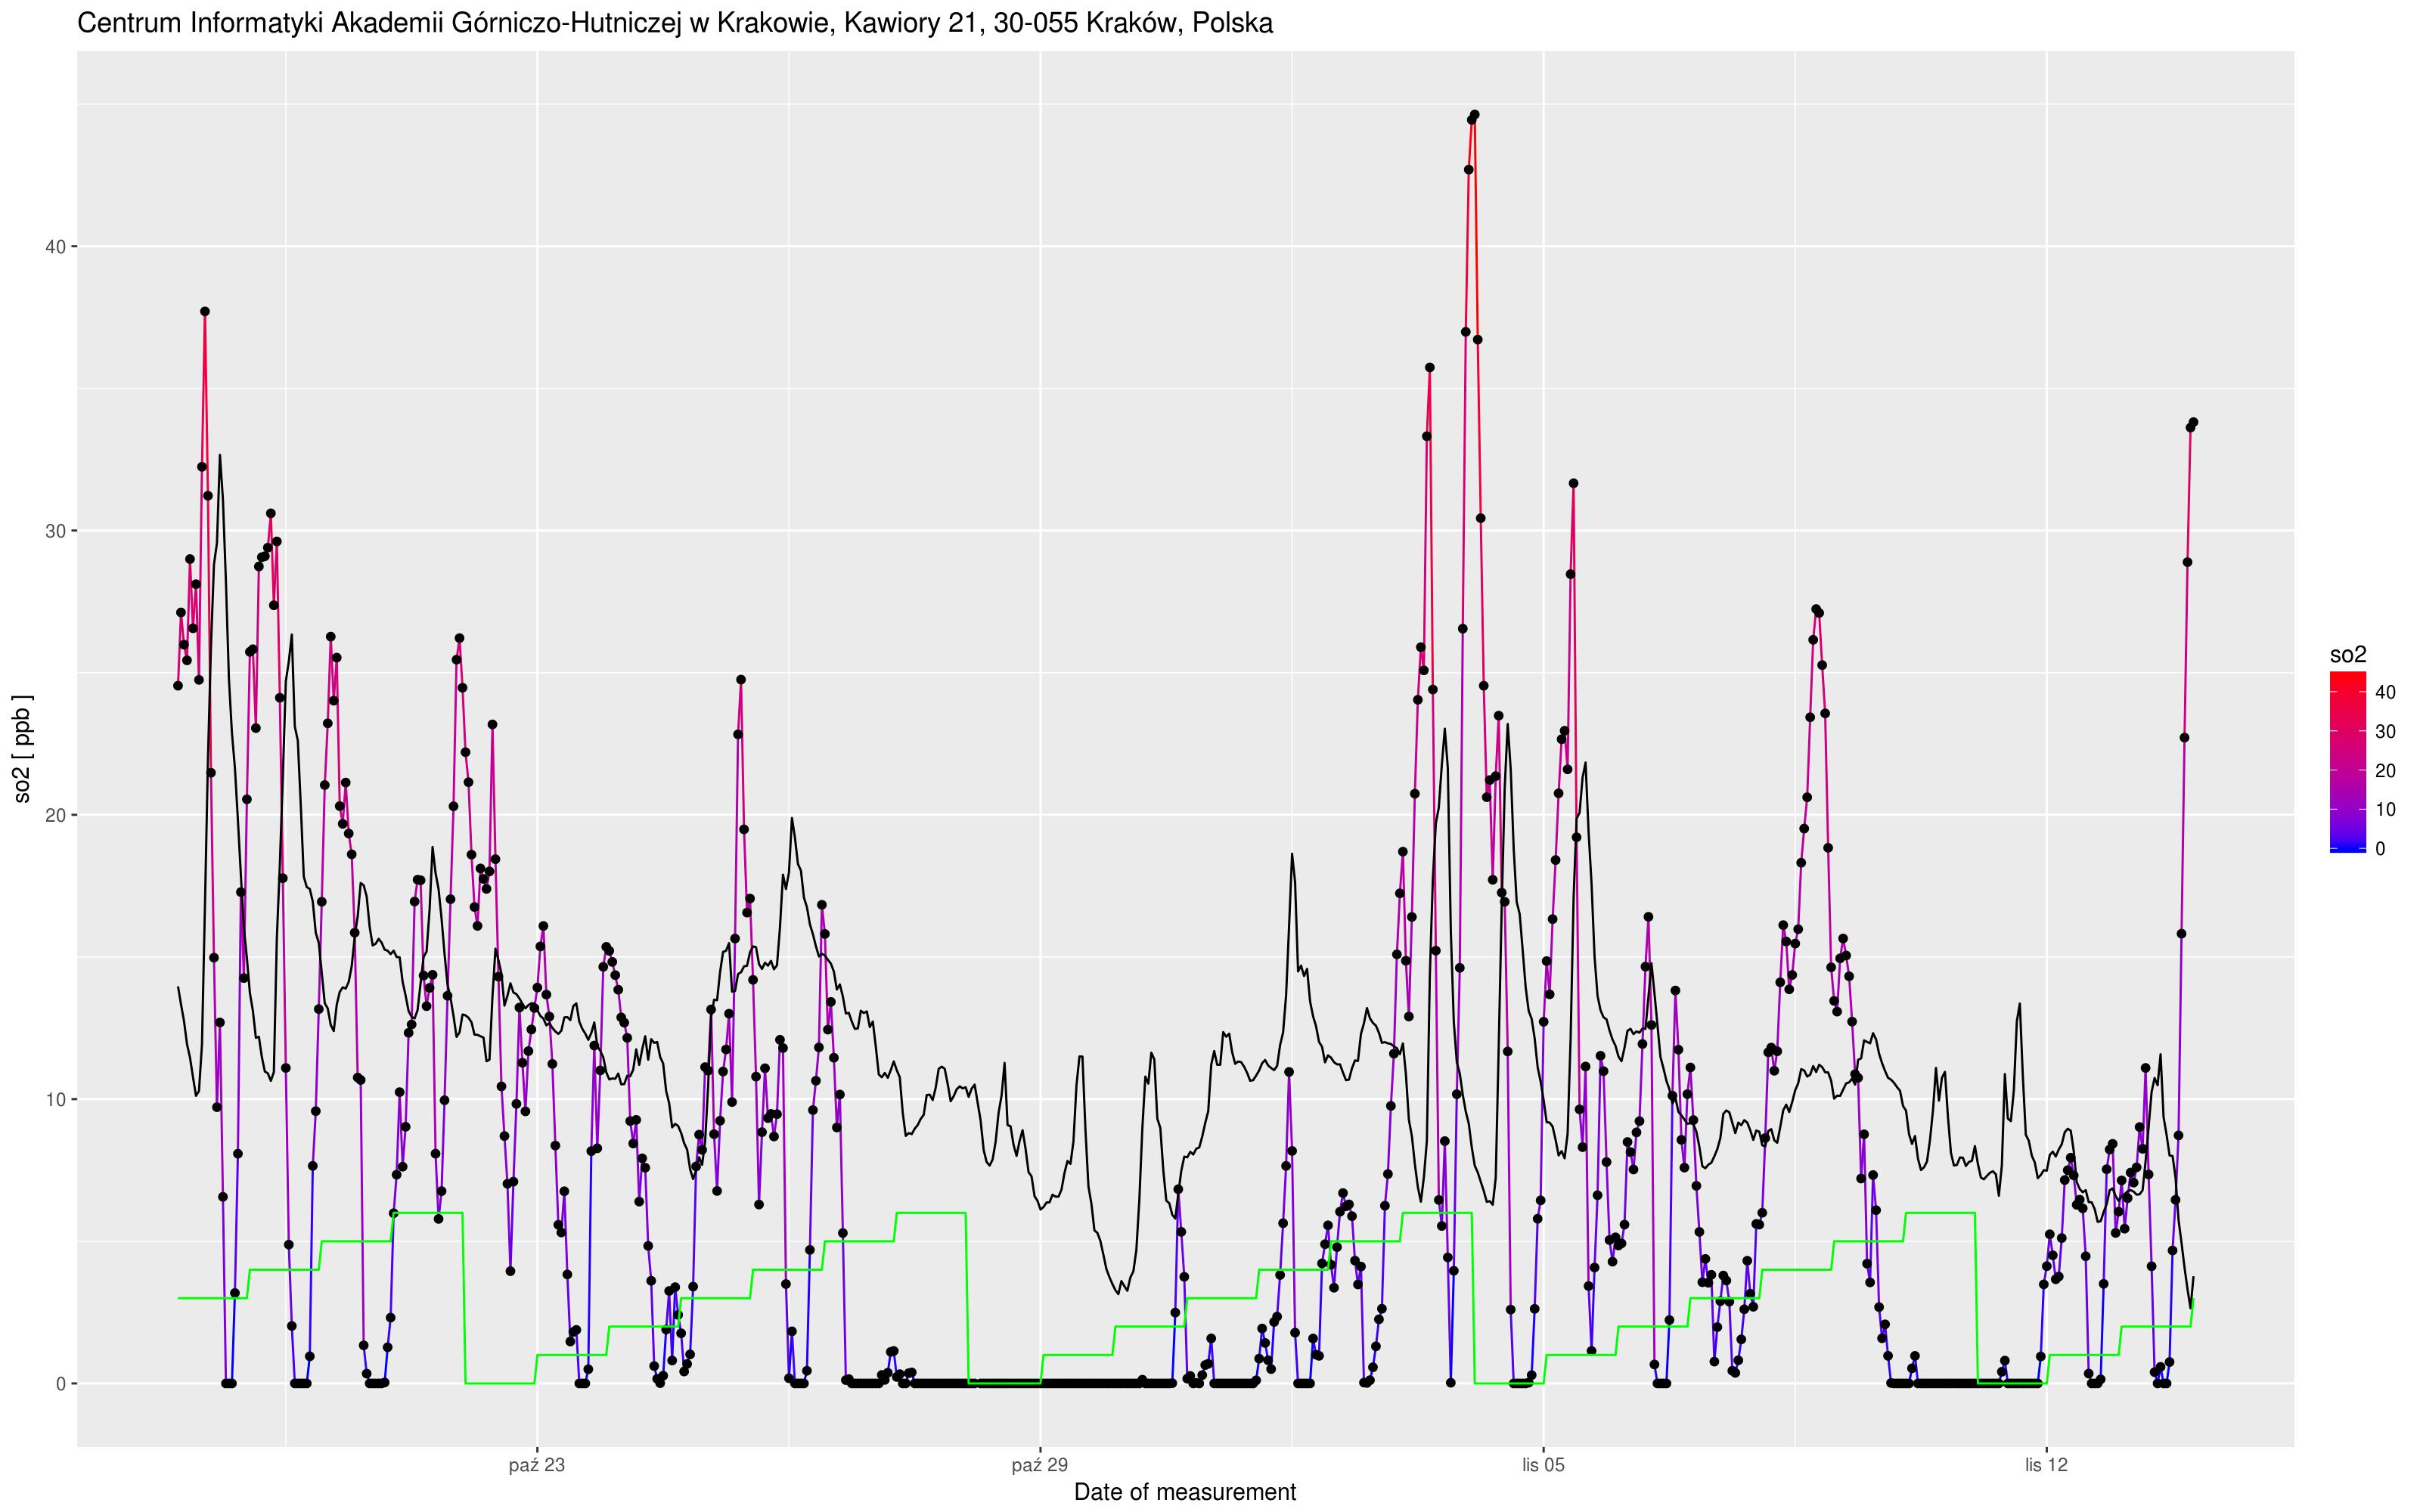 Centrum Informatyki Akademii Górniczo-Hutniczej w Krakowie, Kawiory 21, 30-055 Kraków, Polska
40
30
20
10
0
so2 [ ppb ]
paź 23
paź 29
lis 05
lis 12
Date of measurement
so2
40
30
20
10
0